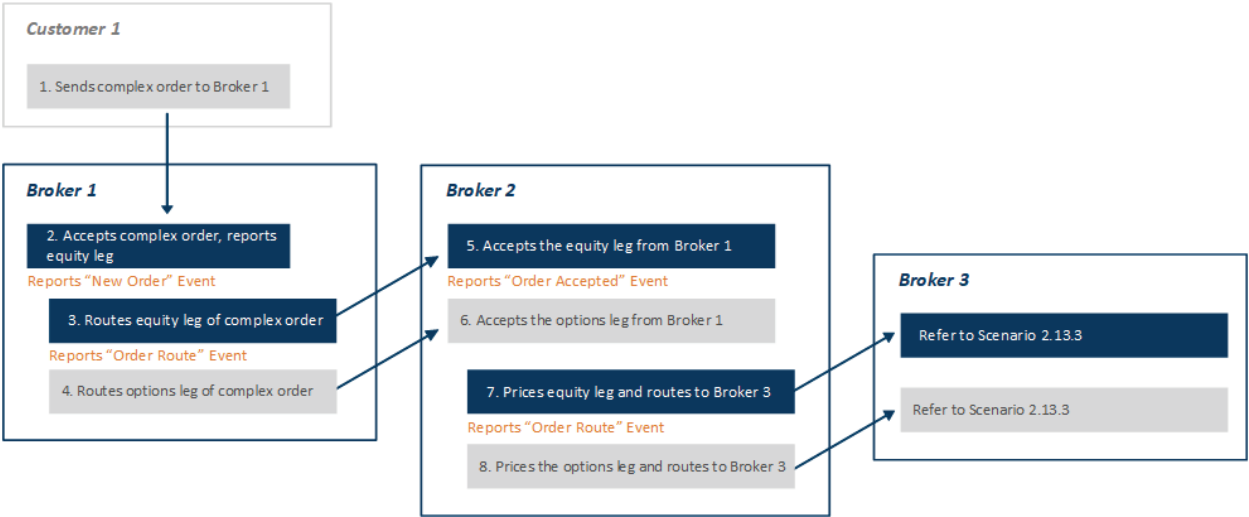 Customer 1
1. Sends complex order to Broker 1
Broker 1
2. Accepts complex order, reports
equity leg
Reports “New Order” Event
3. Routes equity leg of complex order
Reports “Order Route” Event
4. Routes options leg of complex order
Broker 2
5. Accepts the equity leg from Broker 1
Reports “Order Accepted” Event
6. Accepts the options leg from Broker 1
7. Prices equity leg and routes to Broker 3
Reports “Order Route” Event
8. Prices the options leg and routes to Broker 3
Broker 3
Refer to Scenario 2.13.3
Refer to Scenario 2.13.3